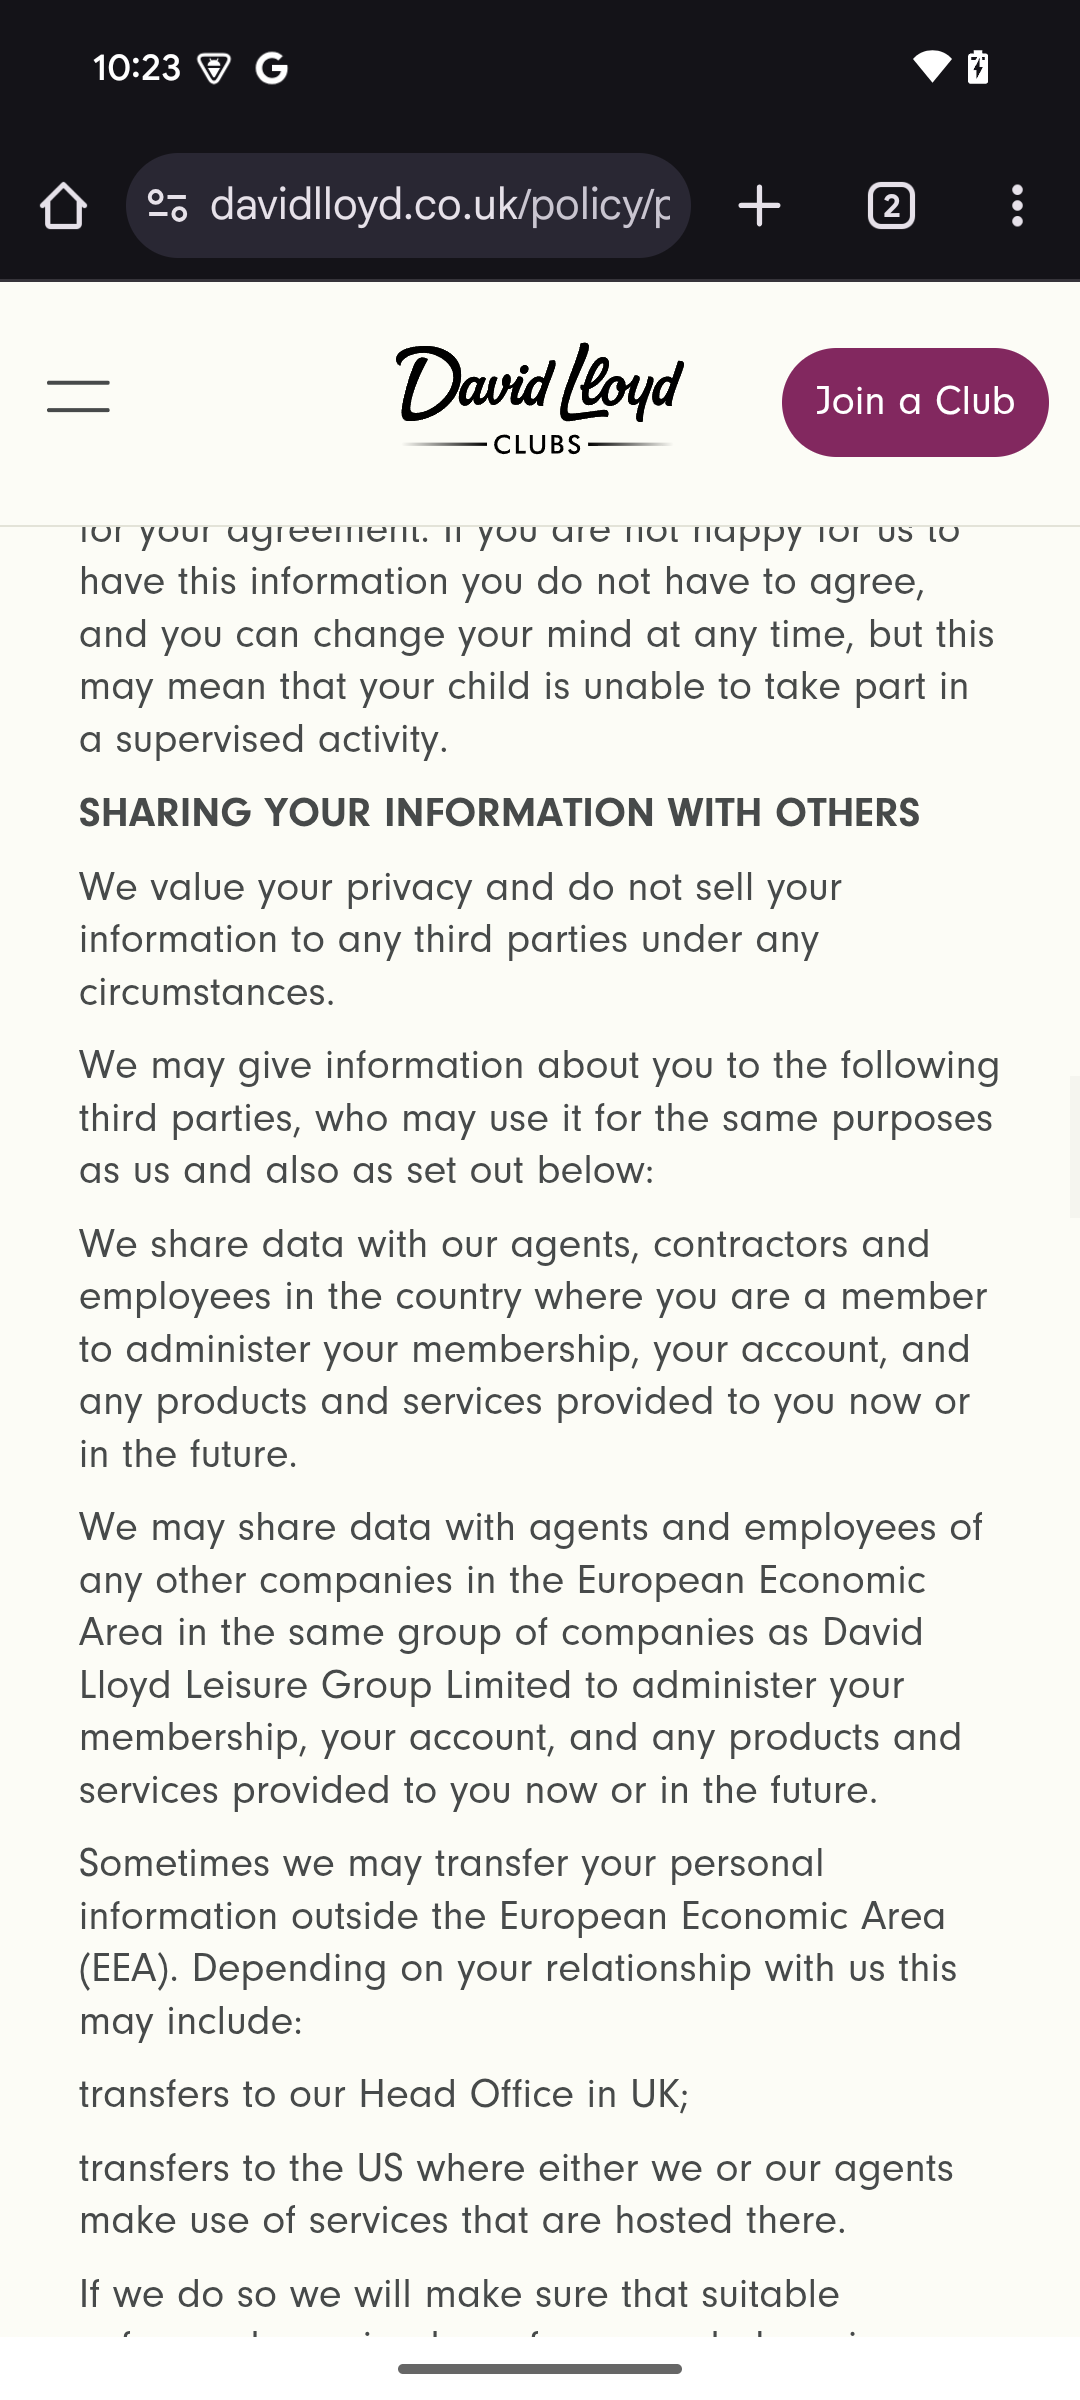 10:23
davidlloyd.co.uk/policy/p
2
David Lloyd
CLUBS
Join a Club
for your agreement. If you are not happy for us to
have this information you do not have to agree,
and you can change your mind at any time, but this
may mean that your child is unable to take part in
a supervised activity.
SHARING YOUR INFORMATION WITH OTHERS
We value your privacy and do not sell your
information to any third parties under any
circumstances.
We may give information about you to the following
third parties, who may use it for the same purposes
as us and also as set out below:
We share data with our agents, contractors and
employees in the country where you are a member
to administer your membership, your account, and
any products and services provided to you now or
in the future.
We may share data with agents and employees of
any other companies in the European Economic
Area in the same group of companies as David
Lloyd Leisure Group Limited to administer your
membership, your account, and any products and
services provided to you now or in the future.
Sometimes we may transfer your personal
information outside the European Economic Area
(EEA). Depending on your relationship with us this
may include:
transfers to our Head Office in UK;
transfers to the US where either we or our agents
make use of services that are hosted there.
If we do so we will make sure that suitable